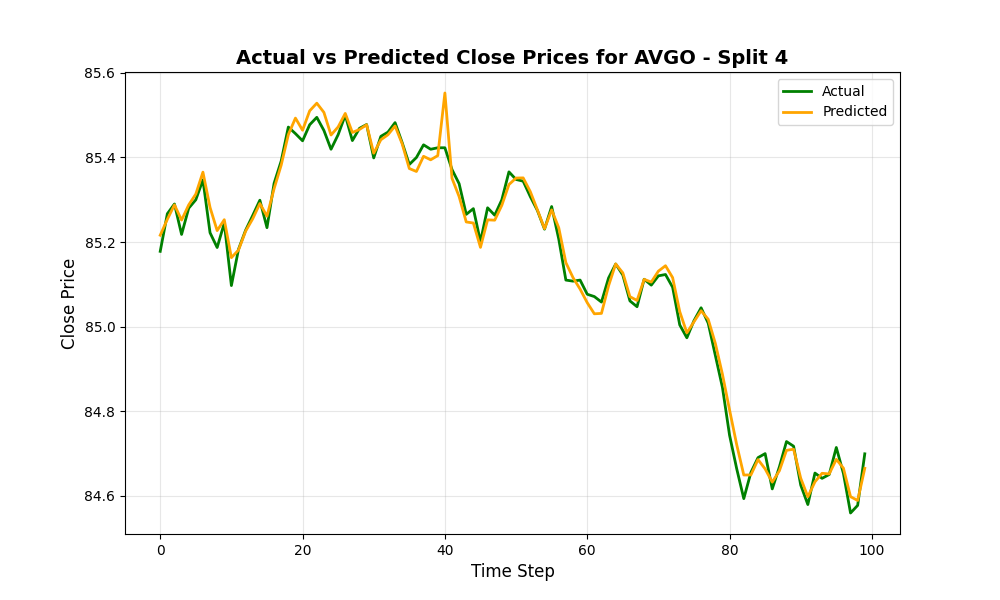 Actual vs Predicted Close Prices for AVGO - Split 4
Actual
Predicted
Close Price
85.6
85.4
85.2
85.0
84.8
84.6
0 20 40 60 80 100
Time Step